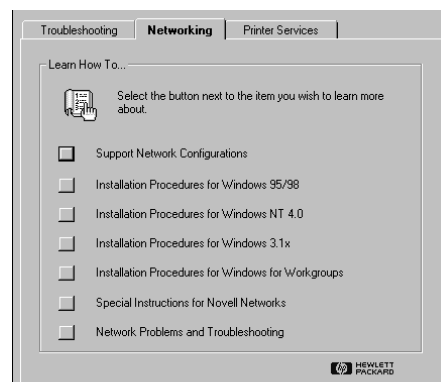 Troubleshooting Networking Printer Services
Learn How To...
Select the button next to the item you wish to learn more
about.
Support Network Configurations
Installation Procedures for Windows 95/98
Installation Procedures for Windows NT 4.0
Installation Procedures for Windows 3.1x
Installation Procedures for Windows for Workgroups
Special Instructions for Novell Networks
Network Problems and Troubleshooting
hp HEWLETT
PACKARD